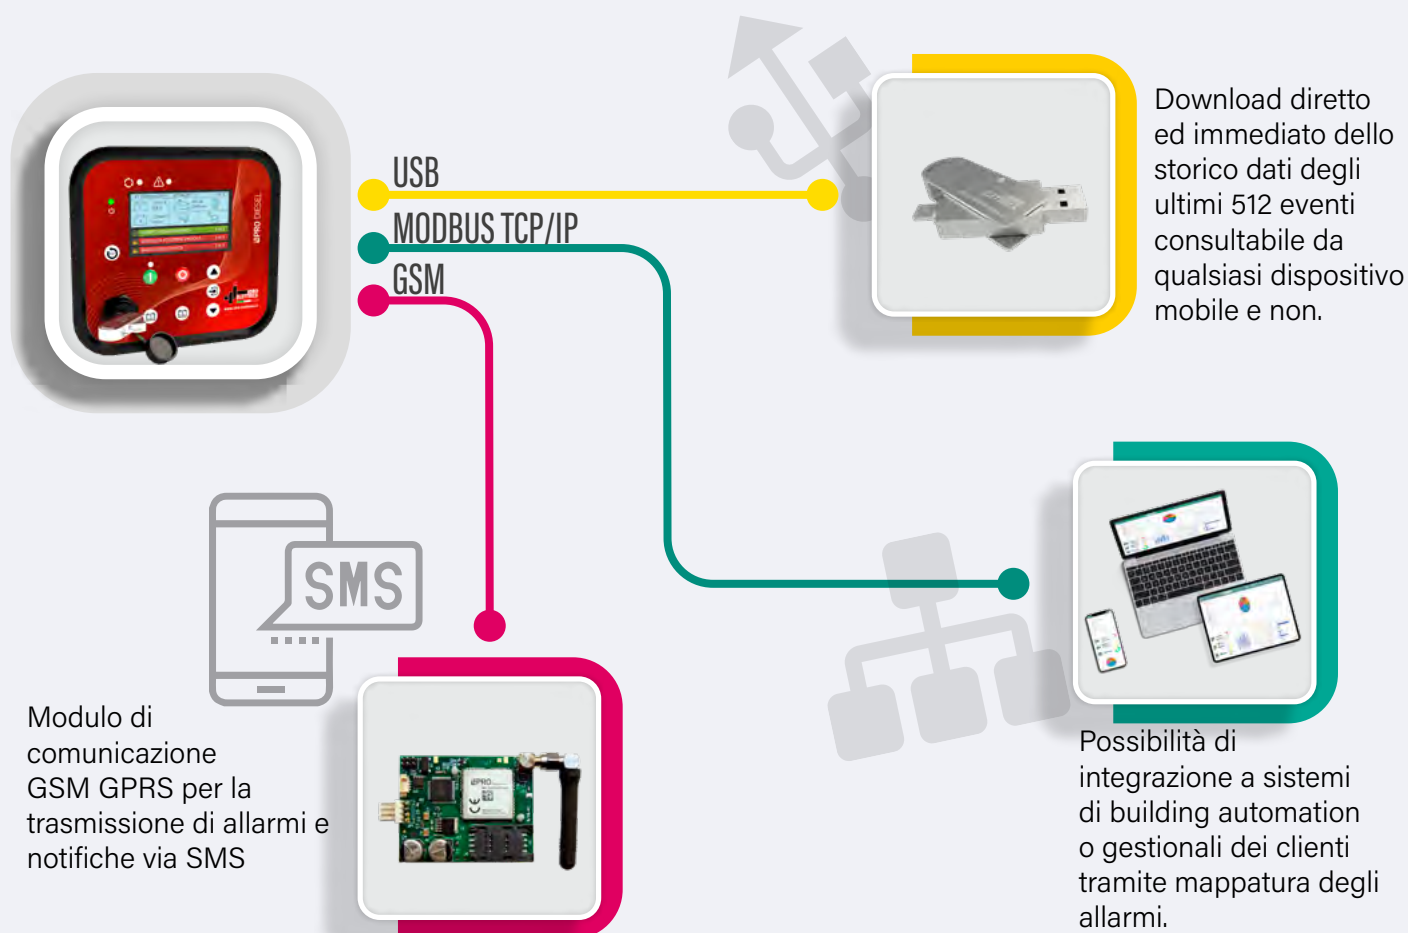 USB
MODBUS TCP/IP
GSM
Download diretto
ed immediato dello
storico dati degli
ultimi 512 eventi
consultabile da
qualsiasi dispositivo
mobile e non.
SMS
Modulo di
comunicazione
GSM GPRS per la
trasmissione di allarmi e
notifiche via SMS
Possibilità di
integrazione a sistemi
di building automation
o gestionali dei clienti
tramite mappatura degli
allarmi.